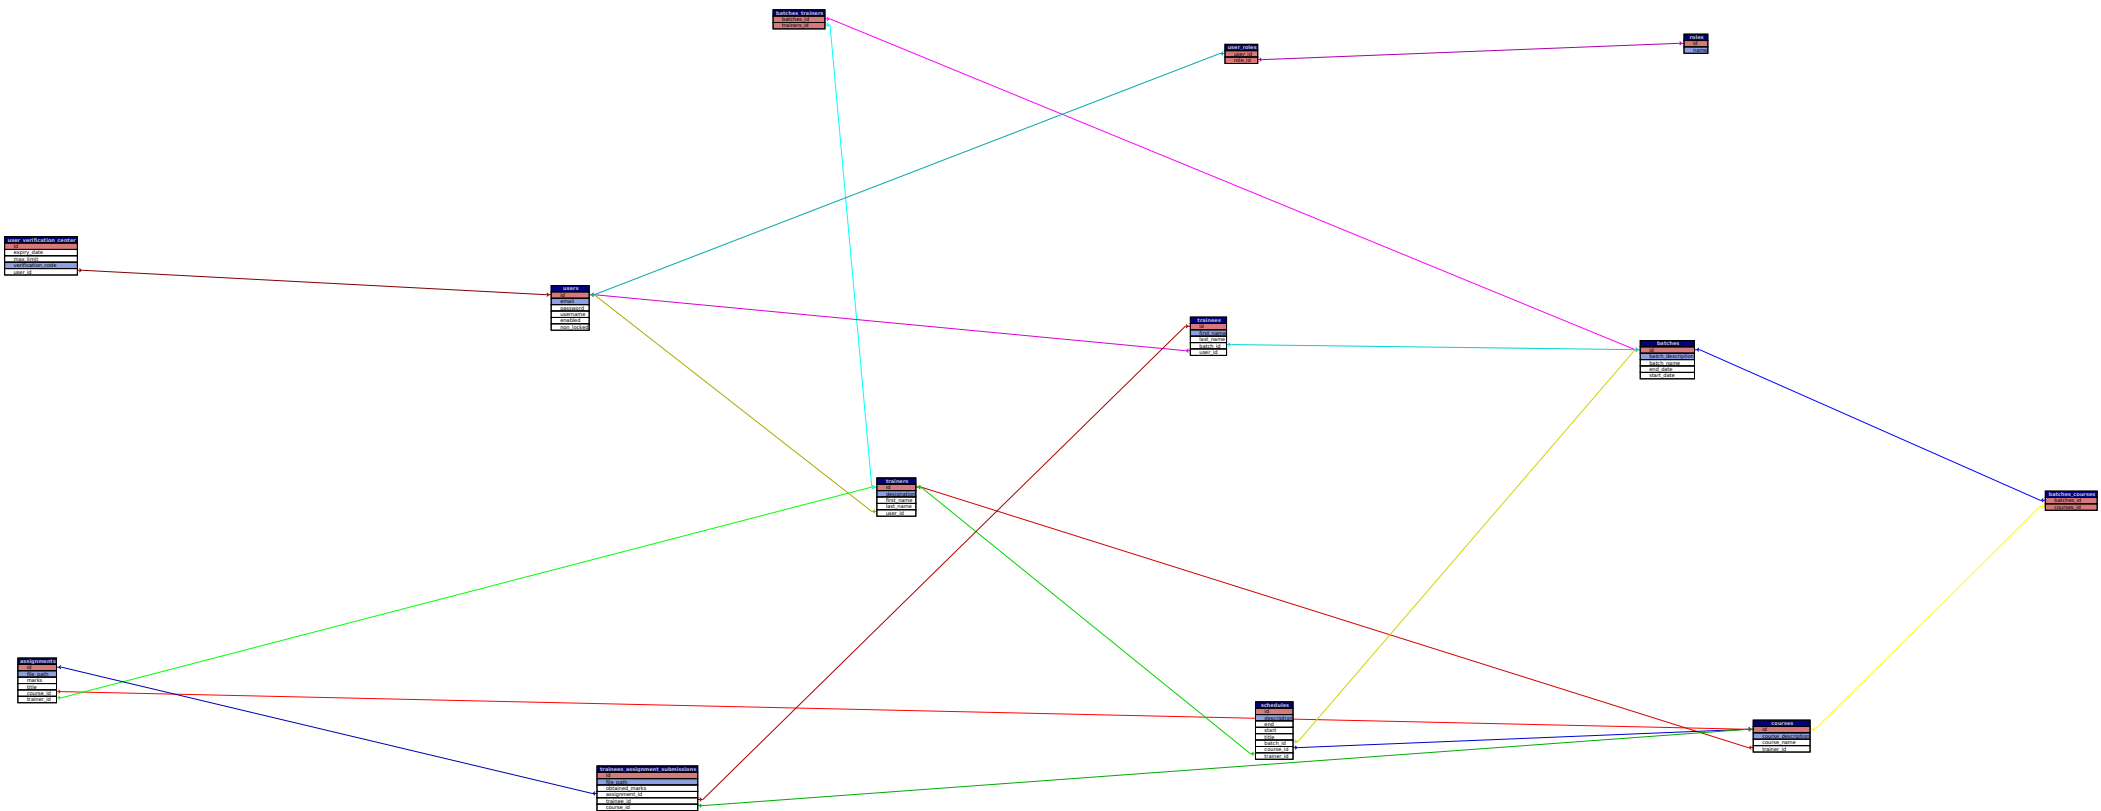 batches_trainers
batches_id
trainers_id
user_roles
user_id
role_id
roles
id
name
user_verification_center
id
expiry_date
max_limit
verification_code
user_id
users
id
email
password
username
enabled
non_locked
trainees
id
first_name
last_name
batch_id
user_id
batches
id
batch_description
batch_name
end_date
start_date
trainers
id
designation
first_name
last_name
user_id
batches_courses
batches_id
courses_id
assignments
id
file_path
marks
title
course_id
trainer_id
schedules
id
description
end
start
title
batch_id
course_id
trainer_id
courses
id
course_description
course_name
trainer_id
trainees_assignment_submissions
id
file_path
obtained_marks
assignment_id
trainee_id
course_id